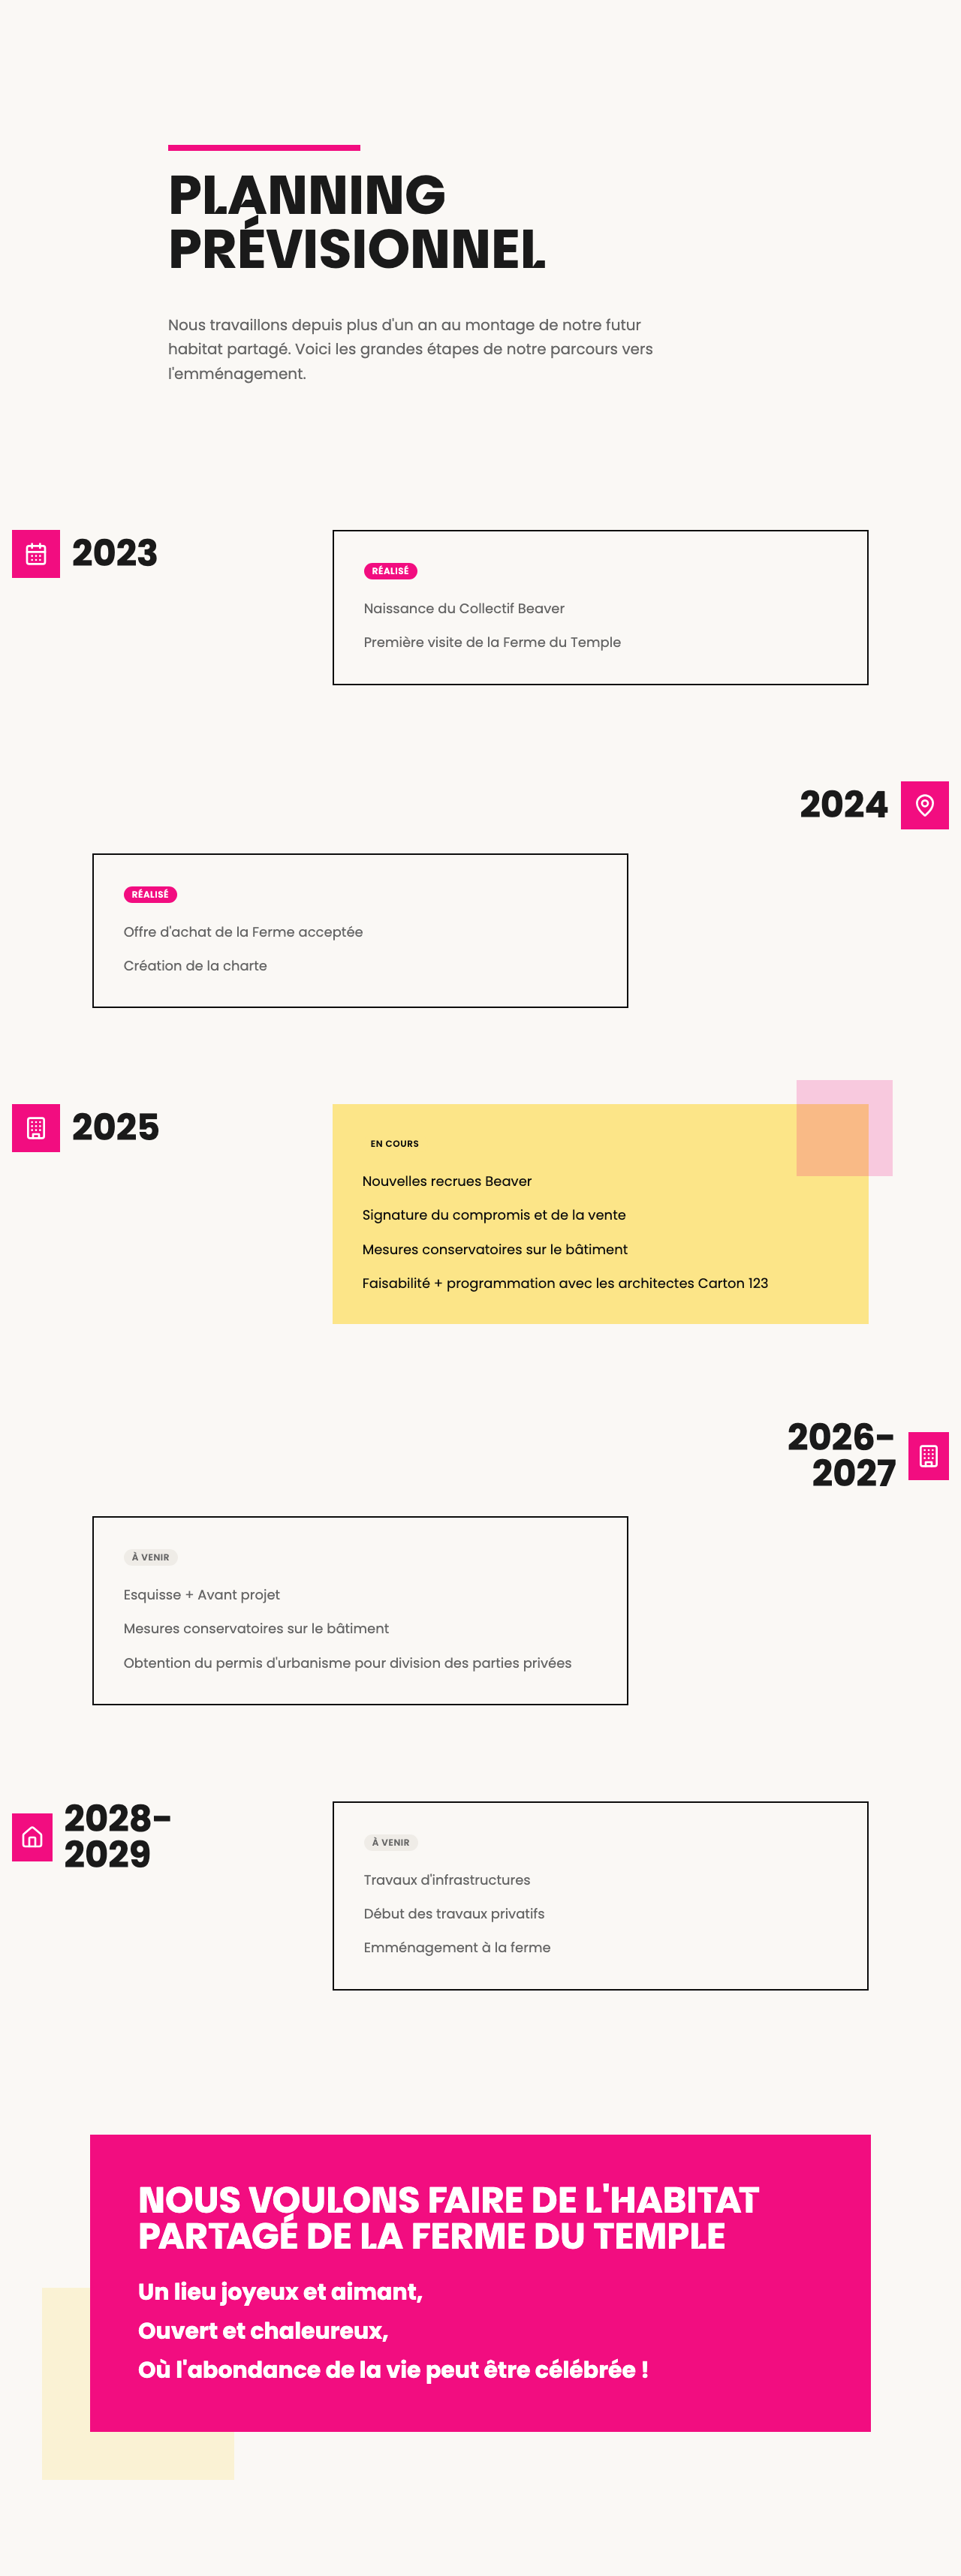 PLANNING
PRÉVISIONNEL
Nous travaillons depuis plus d'un an au montage de notre futur
habitat partagé. Voici les grandes étapes de notre parcours vers
l'emménagement.
2023
RÉALISÉ
Naissance du Collectif Beaver
Première visite de la Ferme du Temple
2024
RÉALISÉ
Offre d'achat de la Ferme acceptée
Création de la charte
2025
EN COURS
Nouvelles recrues Beaver
Signature du compromis et de la vente
Mesures conservatoires sur le bâtiment
Faisabilité + programmation avec les architectes Carton 123
2026-
2027
À VENIR
Esquisse + Avant projet
Mesures conservatoires sur le bâtiment
Obtention du permis d'urbanisme pour division des parties privées
2028-
2029
À VENIR
Travaux d'infrastructures
Début des travaux privatifs
Emménagement à la ferme
NOUS VOULONS FAIRE DE L'HABITAT
PARTAGÉ DE LA FERME DU TEMPLE
Un lieu joyeux et aimant,
Ouvert et chaleureux,
Où l'abondance de la vie peut être célébrée !